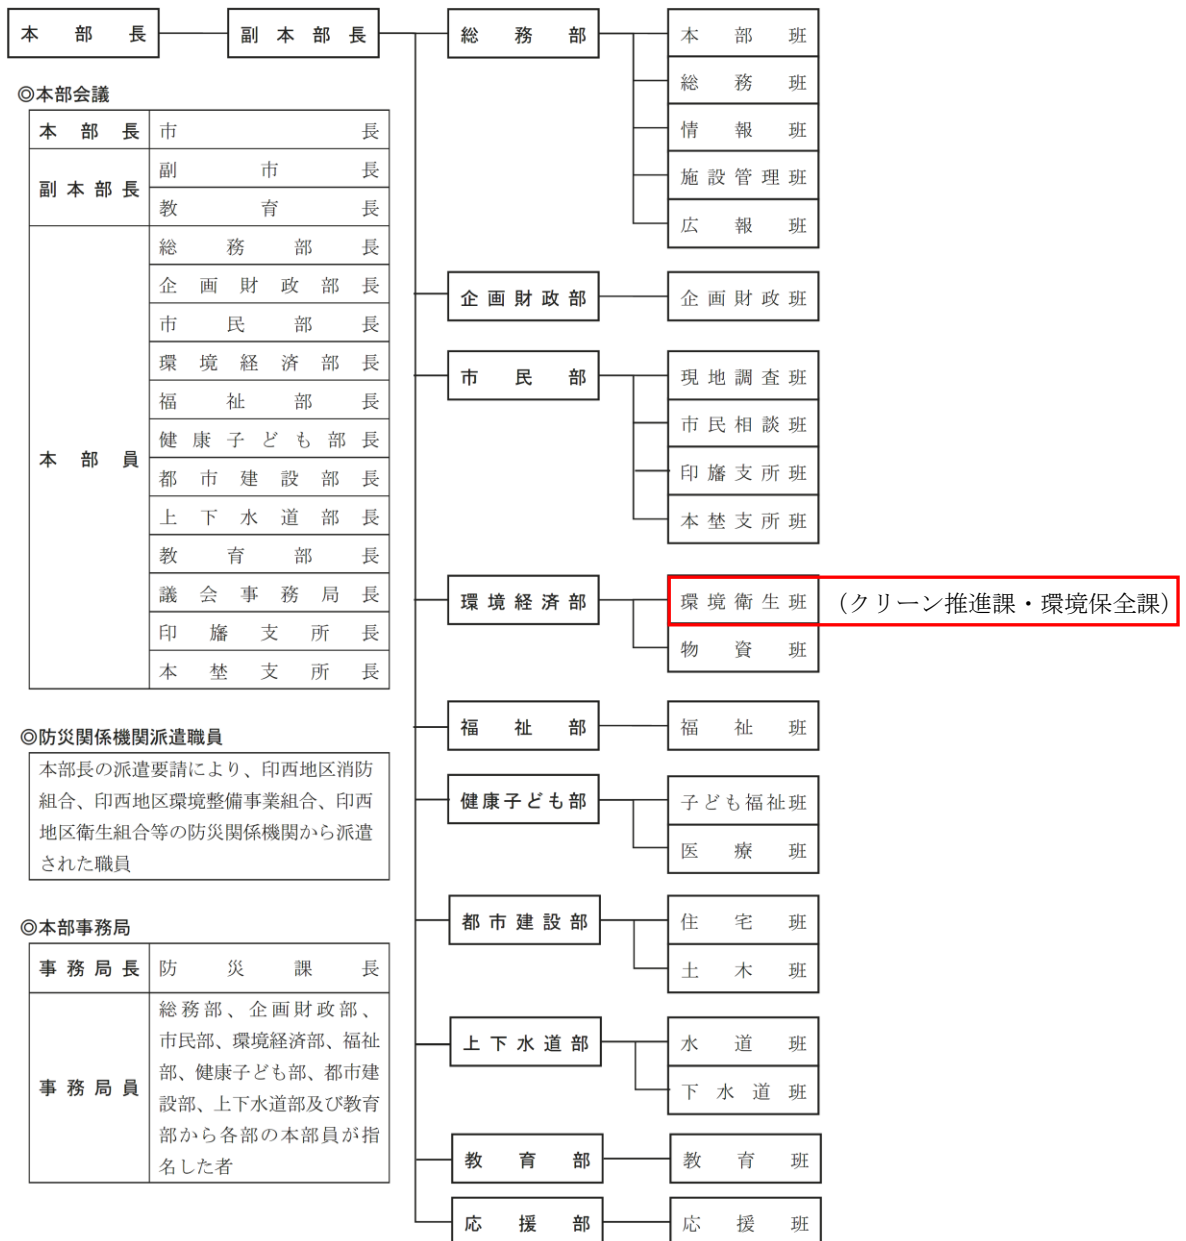 本部長
副本部長
総務部
本部班
総務班
情報班
施設管理班
広報班
企画財政部
企画財政班
市民部
現地調査班
市民相談班
印旛支所班
本埜支所班
環境経済部
環境衛生班 （クリーン推進課・環境保全課）
物資班
福祉部
福祉班
健康子ども部
子ども福祉班
医療班
都市建設部
住宅班
土木班
上下水道部
水道班
下水道班
教育部
教育班
応援部
応援班
◎本部会議
本部長 市長
副本部長 副市長
教育長
本部員
総務部長
企画財政部長
市民部長
環境経済部長
福祉部長
健康子ども部長
都市建設部長
上下水道部長
教育部長
議会事務局長
印旛支所長
本埜支所長
◎防災関係機関派遣職員
本部長の派遣要請により、印西地区消防
組合、印西地区環境整備事業組合、印西
地区衛生組合等の防災関係機関から派遣
された職員
◎本部事務局
事務局長 防災課長
事務局員
総務部、企画財政部、
市民部、環境経済部、福祉
部、健康子ども部、都市建
設部、上下水道部及び教育
部から各部の本部員が指
名した者